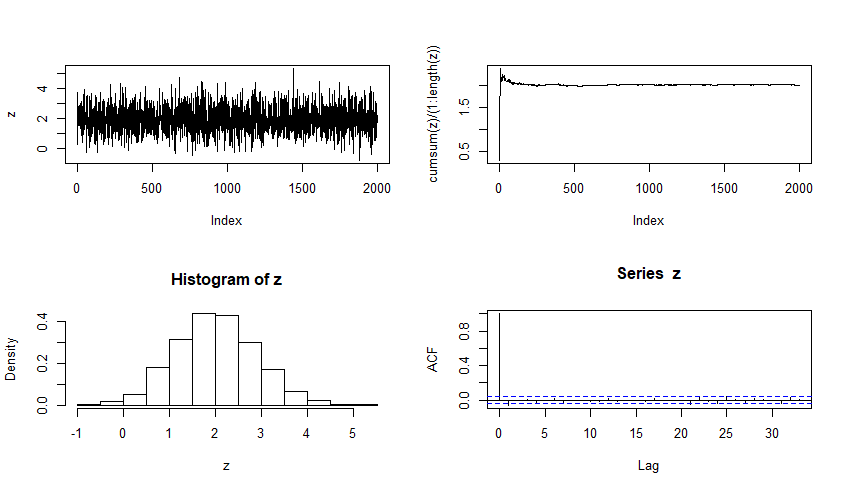 z
4
2
0
0 500 1000 1500 2000
Index
cumsum(z)/(1:length(z))
1.5
0.5
0 500 1000 1500 2000
Index
Histogram of z
Density
0.4
0.2
0.0
-1 0 1 2 3 4 5
z
Series z
ACF
0.8
0.4
0.0
0 5 10 15 20 25 30
Lag